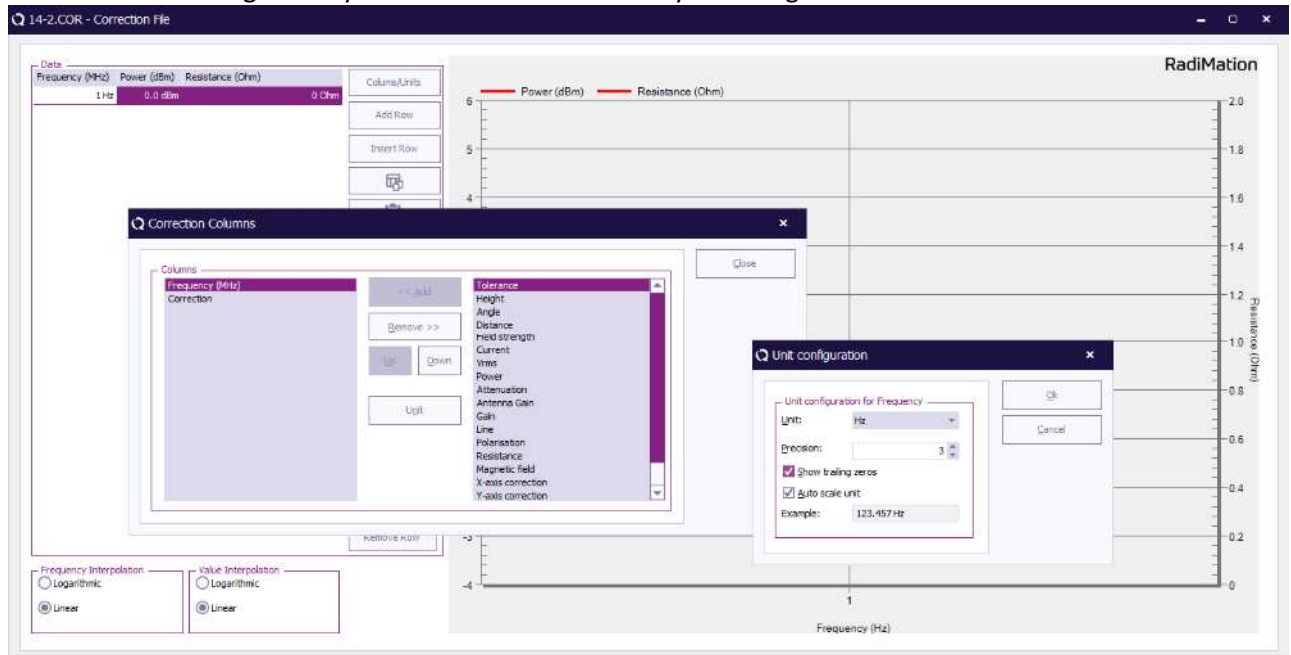 14-2.COR - Correction File
RadiMation
Data
Frequency (MHz) Power (dBm) Resistance (Ohm)
1 Hz 0.0 dBm 0 Ohm
Colums/Units
Add Row
Insert Row
Remove Row
Power (dBm) Resistance (Ohm)
6
5
4
-3
-4
2.0
1.8
1.6
1.4
1.2
1.0
0.8
0.6
0.4
0.2
0
Resistance (Ohm)
1
Frequency (Hz)
Correction Columns
Columns
Frequency (MHz)
Correction
<< Add
Remove >>
Up Down
Unit
Tolerance
Height
Angle
Distance
Field strength
Current
Vrms
Power
Attenuation
Antenna Gain
Gain
Line
Polarisation
Resistance
Magnetic field
X-axis correction
Y-axis correction
Close
Unit configuration
Unit configuration for Frequency
Unit: Hz
Precision: 3
Show trailing zeros
Auto scale unit
Example: 123.457 Hz
Ok
Cancel
Frequency Interpolation
Logarithmic
Linear
Value Interpolation
Logarithmic
Linear